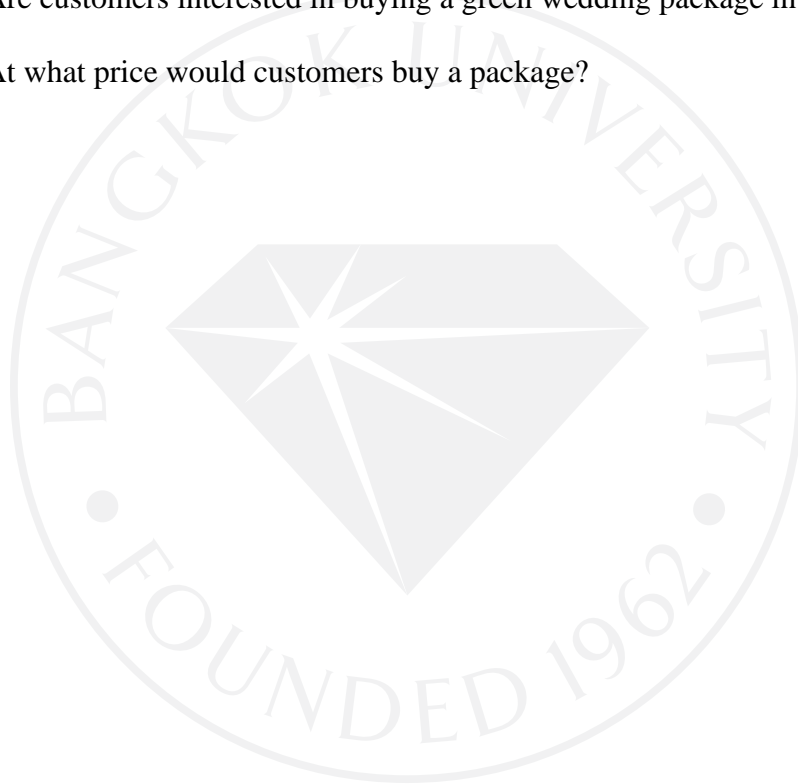 are customers interested in buying a green wedding package in
At what price would customers buy a package?
BANGKOK UNIVERSITY
FOUNDED 1962